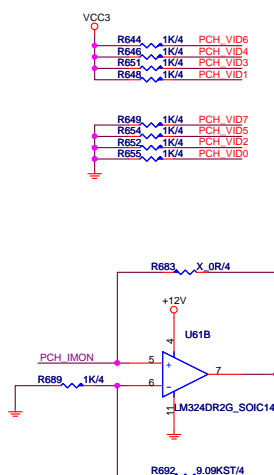 VCC3
R644 1K/4 PCH_VID6
R646 1K/4 PCH_VID4
R651 1K/4 PCH_VID3
R648 1K/4 PCH_VID1
R649 1K/4 PCH_VID7
R654 1K/4 PCH_VID5
R652 1K/4 PCH_VID2
R655 1K/4 PCH_VID0
R683 X_0R/4
+12V
U61B
4
PCH_IMON 5 + 7
R689 1K/4 6 -
11 LM324DR2G_SOIC14
R692 9.09KST/4